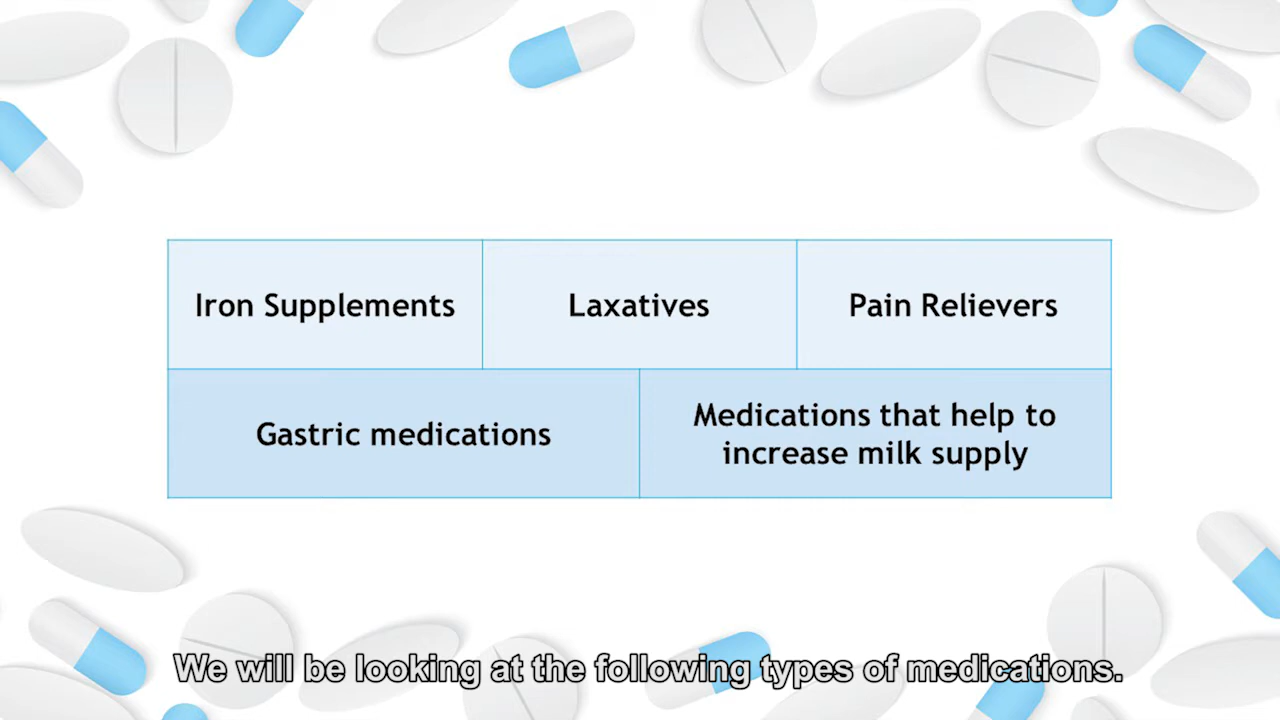 Iron Supplements
Laxatives
Pain Relievers
Gastric medications
Medications that help to
increase milk supply
We will be looking at the following types of medications.